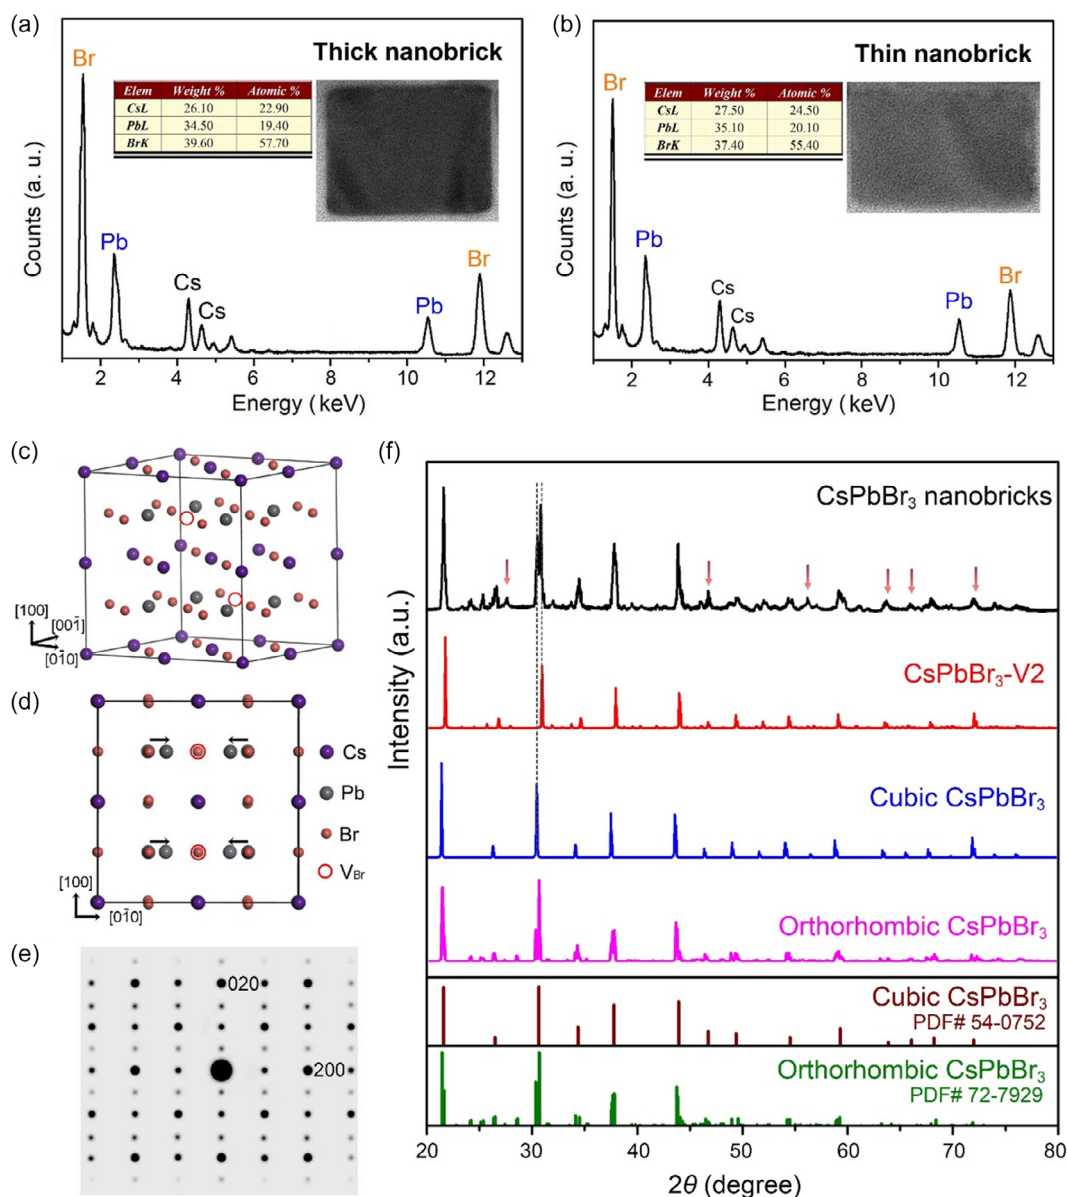 (a)
Thick nanobrick
Br
Elem Weight % Atomic %
CsL 26.10 22.90
PbL 34.50 19.40
BrK 39.60 57.70
Pb
Cs
Cs
Pb
Br
Counts (a. u.)
2 4 6 8 10 12
Energy (keV)
(b)
Thin nanobrick
Br
Elem Weight % Atomic %
CsL 27.50 24.50
PbL 35.10 20.10
BrK 37.40 55.40
Pb
Cs
Cs
Pb
Br
Counts (a. u.)
2 4 6 8 10 12
Energy (keV)
(c)
[100]
[001̄]
[01̄0]
(d)
Cs
Pb
Br
VBr
[100]
[01̄0]
(e)
020
200
(f)
CsPbBr3 nanobricks
CsPbBr3-V2
Cubic CsPbBr3
Orthorhombic CsPbBr3
Cubic CsPbBr3
PDF# 54-0752
Orthorhombic CsPbBr3
PDF# 72-7929
Intensity (a.u.)
20 30 40 50 60 70 80
2θ (degree)